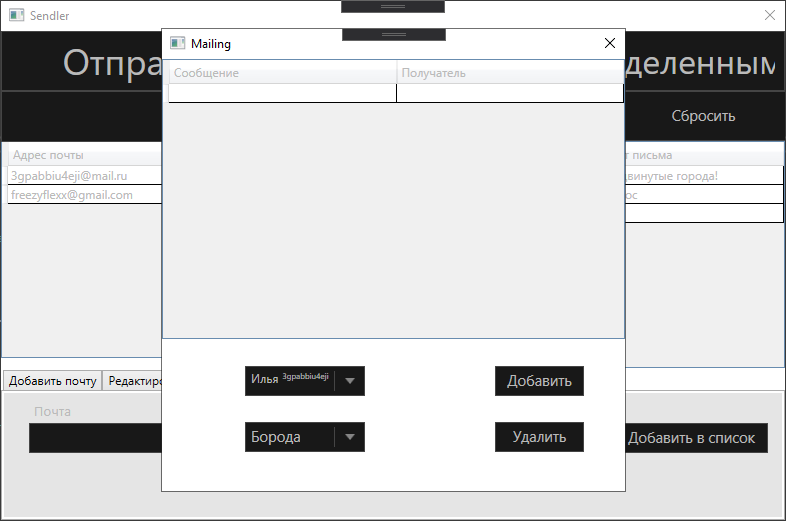 Sendler
Отпра
деленным
Сбросить
Адрес почты
т письма
3gpabbiu4eji@mail.ru
двинутые города!
freezyflexx@gmail.com
ос
Mailing
Сообщение
Получатель
Илья 3gpabbiu4eji
Добавить
Борода
Удалить
Добавить почту
Редактиро
Почта
Добавить в список